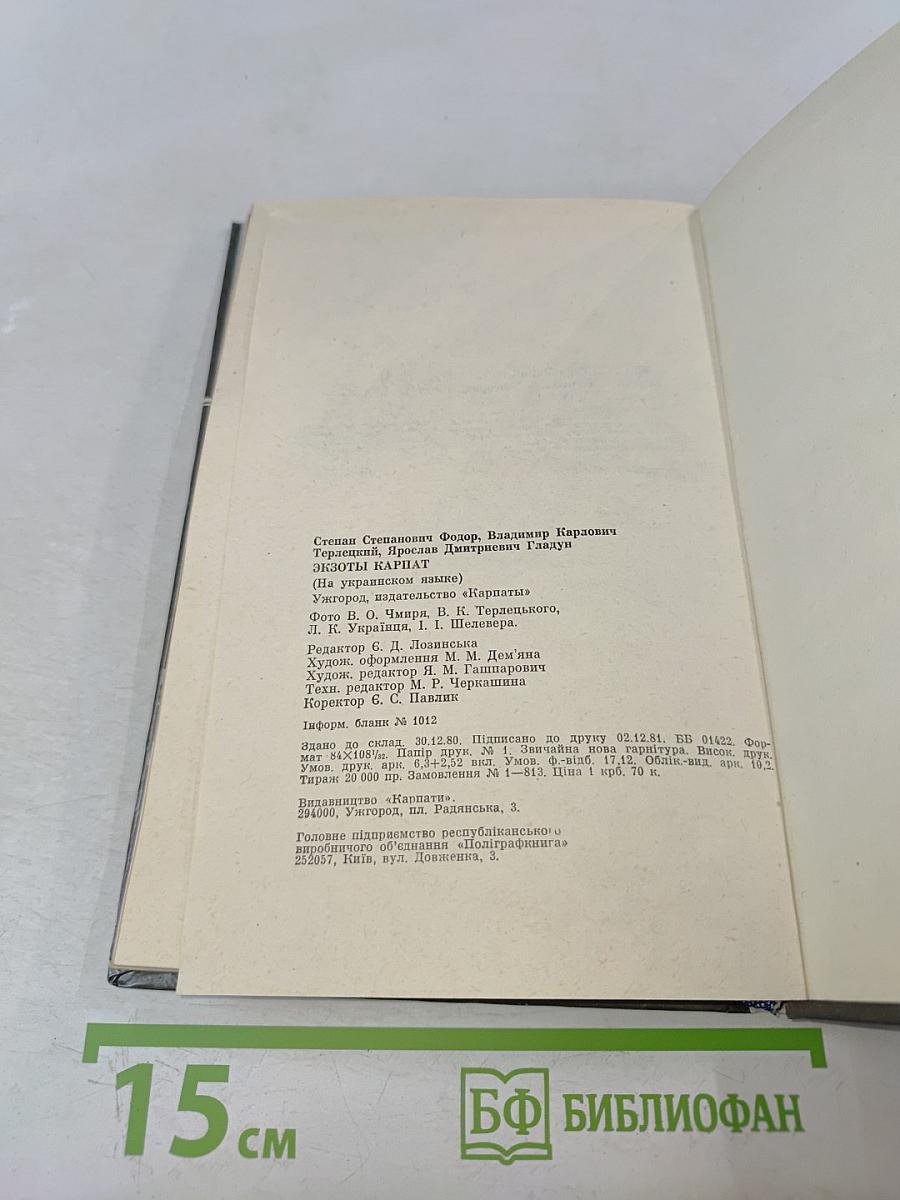 Степан Степанович Фодор, Владимир Карлович
Терлецкий, Ярослав Дмитриевич Гладун
ЭКЗОТЫ КАРПАТ
(На украинском языке)
Ужгород, издательство «Карпаты»
Фото В. О. Чмиря, В. К. Терлецького,
Л. К. Українця, І. І. Шелевера.
Редактор Є. Д. Лозинська
Худож. оформлення М. М. Дем'яна
Худож. редактор Я. М. Гашпарович
Техн. редактор М. Р. Черкашина
Коректор Є. С. Павлик
Інформ. бланк № 1012
Здано до склад. 30.12.80. Підписано до друку 02.12.81. ББ 01422. Фор-
мат 84×108¹/₃₂. Папір друк. № 1. Звичайна нова гарнітура. Висок. друк.
Умов. друк. арк. 6,3+2,52 вкл. Умов. ф.-відб. 17,12. Облік.-вид. арк. 10,2.
Тираж 20 000 пр. Замовлення № 1—813. Ціна 1 крб. 70 к.
Видавництво «Карпати».
294000, Ужгород, пл. Радянська, 3.
Головне підприємство республіканського
виробничого об'єднання «Поліграфкнига»
252057, Київ, вул. Довженка, 3.
15 см
БФ БИБЛИОФАН